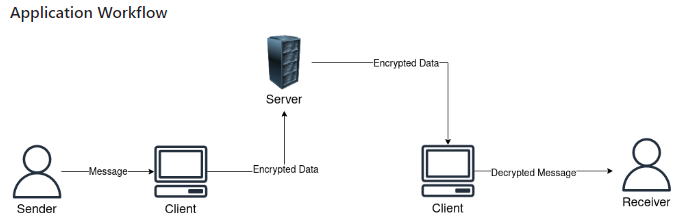 Application Workflow
Encrypted Data
Server
Message
Encrypted Data
Decrypted Message
Sender
Client
Client
Receiver